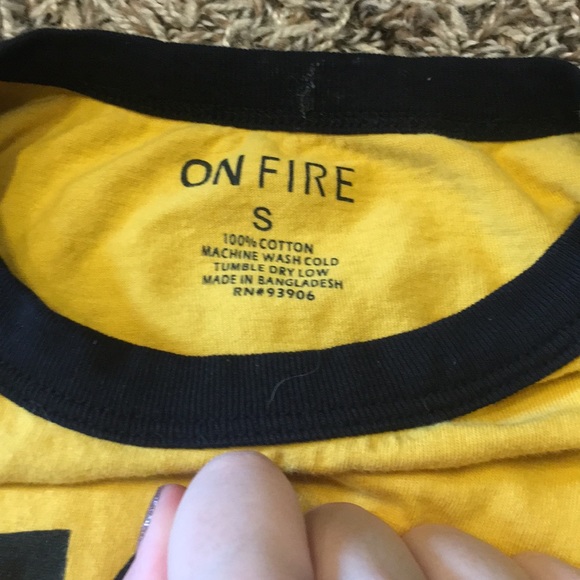 ON FIRE
S
100% COTTON
MACHINE WASH COLD
TUMBLE DRY LOW
MADE IN BANGLADESH
RN#93906